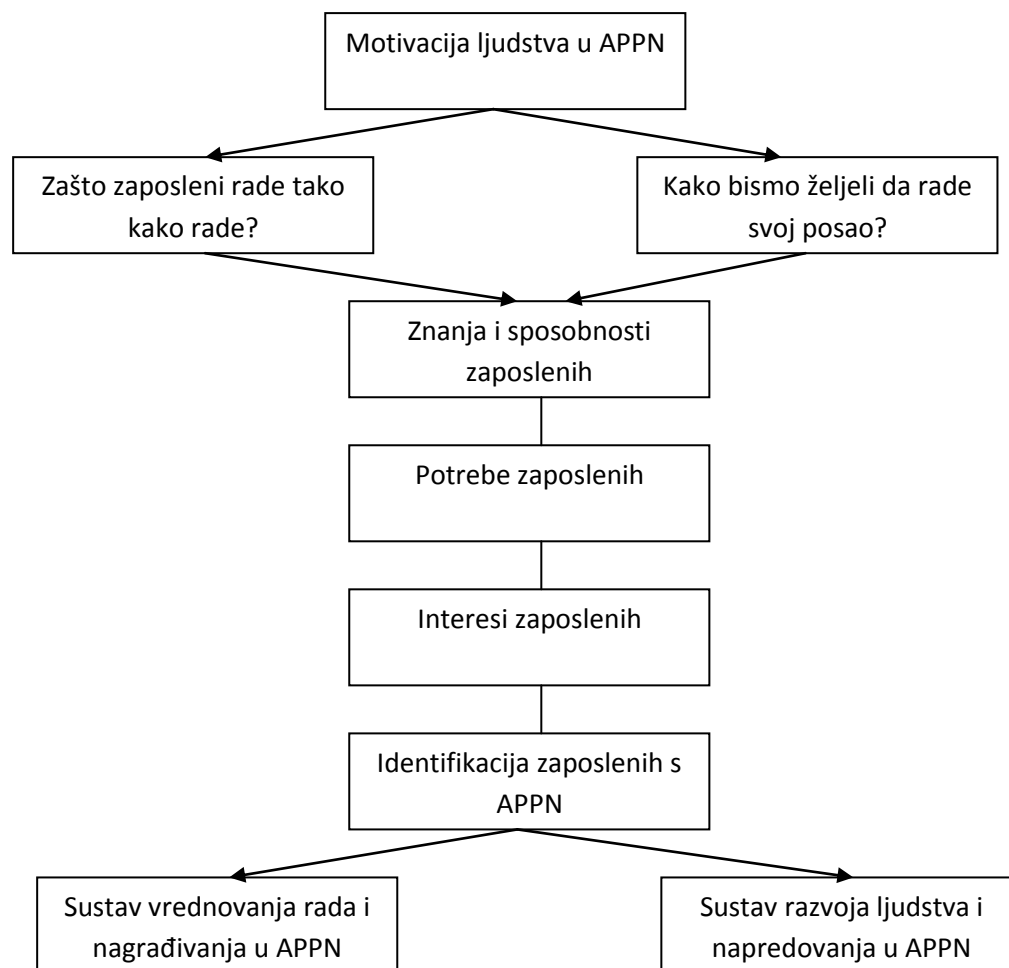 Motivacija ljudstva u APPN
Zašto zaposleni rade tako
kako rade?
Kako bismo željeli da rade
svoj posao?
Znanja i sposobnosti
zaposlenih
Potrebe zaposlenih
Interesi zaposlenih
Identifikacija zaposlenih s
APPN
Sustav vrednovanja rada i
nagrađivanja u APPN
Sustav razvoja ljudstva i
napredovanja u APPN